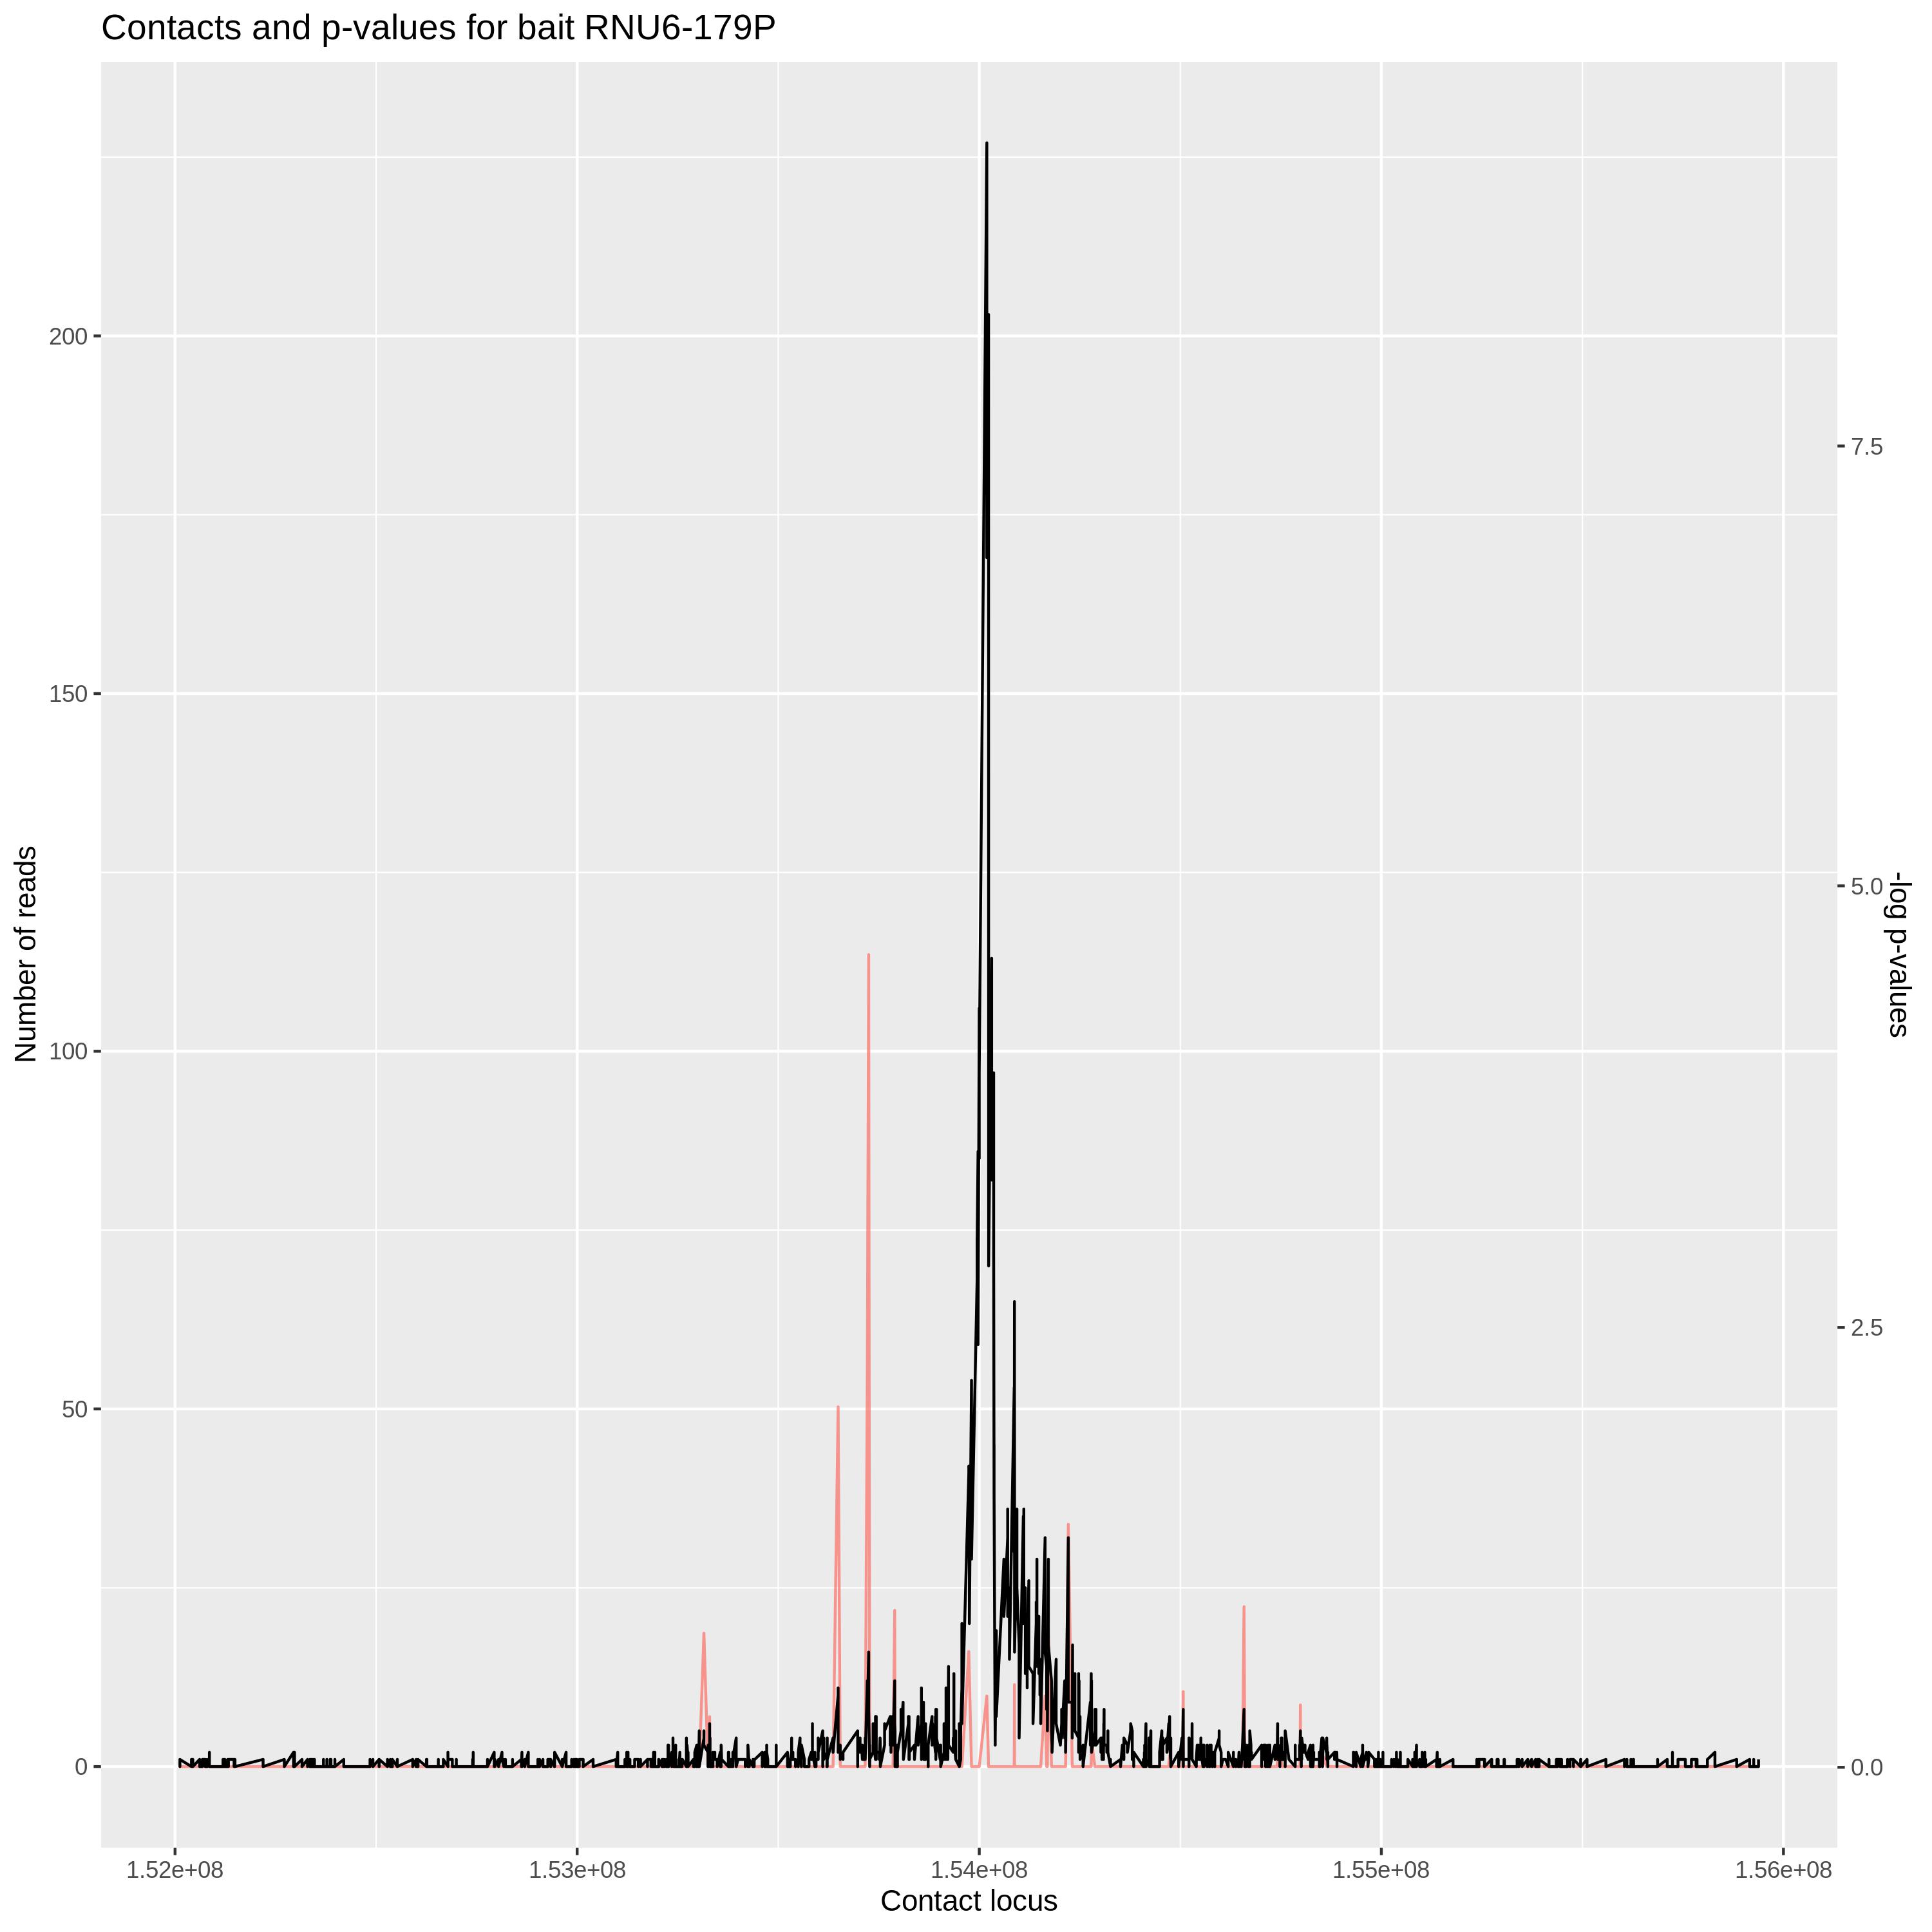 Contacts and p-values for bait RNU6-179P
Number of reads
200
150
100
50
0
7.5
5.0
2.5
0.0
-log p-values
1.52e+08
1.53e+08
1.54e+08
1.55e+08
1.56e+08
Contact locus